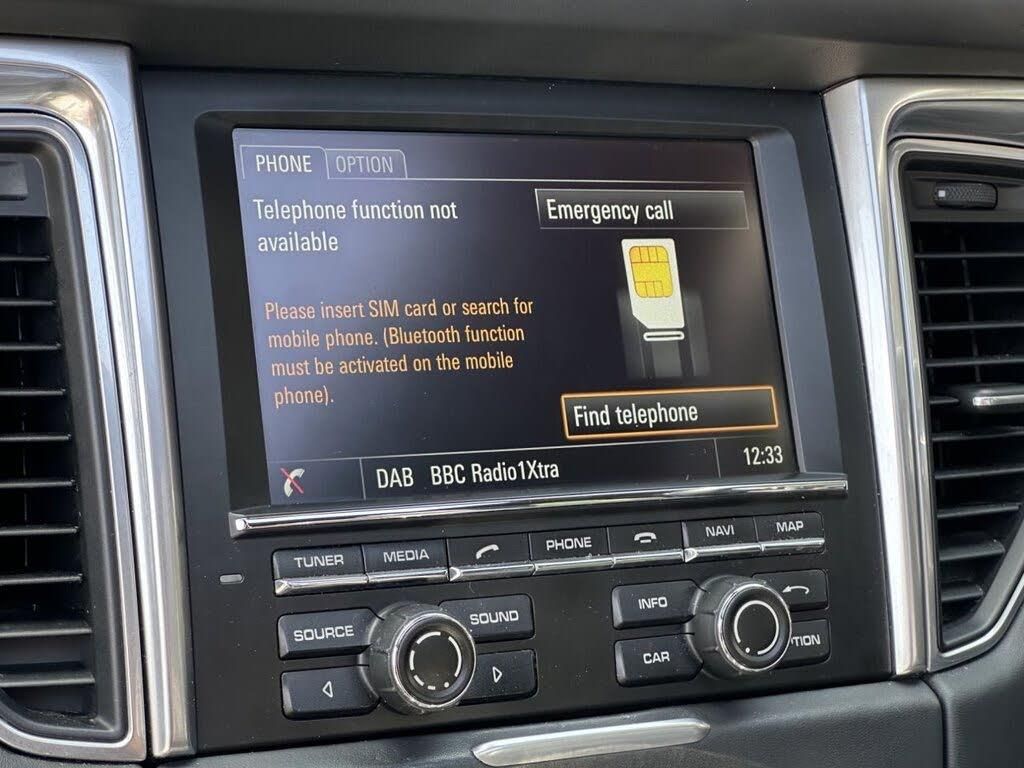 PHONE OPTION
Telephone function not
available
Emergency call
Please insert SIM card or search for
mobile phone. (Bluetooth function
must be activated on the mobile
phone).
Find telephone
DAB BBC Radio1Xtra 12:33
TUNER MEDIA PHONE NAVI MAP
SOURCE SOUND INFO
CAR TION